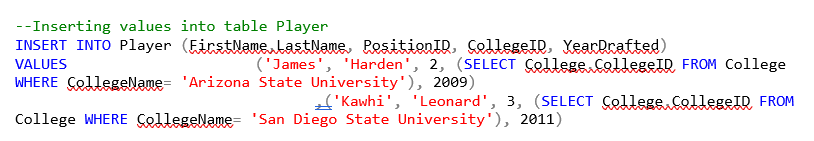 --Inserting values into table Player
INSERT INTO Player (FirstName,LastName, PositionID, CollegeID, YearDrafted)
VALUES ('James', 'Harden', 2, (SELECT College.CollegeID FROM College
WHERE CollegeName= 'Arizona State University'), 2009)
,('Kawhi', 'Leonard', 3, (SELECT College.CollegeID FROM
College WHERE CollegeName= 'San Diego State University'), 2011)